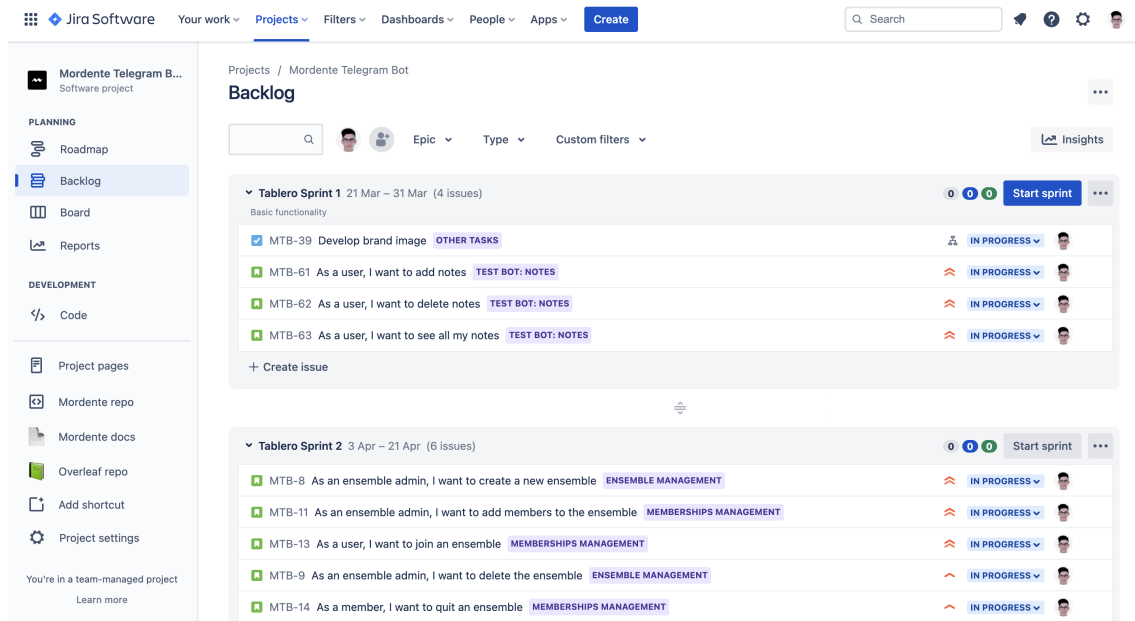 Jira Software Your work Projects Filters Dashboards People Apps Create Search
Mordente Telegram B...
Software project
PLANNING
Roadmap
Backlog
Board
Reports
DEVELOPMENT
Code
Project pages
Mordente repo
Mordente docs
Overleaf repo
Add shortcut
Project settings
You're in a team-managed project
Learn more
Projects / Mordente Telegram Bot
Backlog
Epic Type Custom filters Insights
Tablero Sprint 1 21 Mar – 31 Mar (4 issues) 0 0 0 Start sprint
Basic functionality
MTB-39 Develop brand image OTHER TASKS IN PROGRESS
MTB-61 As a user, I want to add notes TEST BOT: NOTES IN PROGRESS
MTB-62 As a user, I want to delete notes TEST BOT: NOTES IN PROGRESS
MTB-63 As a user, I want to see all my notes TEST BOT: NOTES IN PROGRESS
+ Create issue
Tablero Sprint 2 3 Apr – 21 Apr (6 issues) 0 0 0 Start sprint
MTB-8 As an ensemble admin, I want to create a new ensemble ENSEMBLE MANAGEMENT IN PROGRESS
MTB-11 As an ensemble admin, I want to add members to the ensemble MEMBERSHIPS MANAGEMENT IN PROGRESS
MTB-13 As a user, I want to join an ensemble MEMBERSHIPS MANAGEMENT IN PROGRESS
MTB-9 As an ensemble admin, I want to delete the ensemble ENSEMBLE MANAGEMENT IN PROGRESS
MTB-14 As a member, I want to quit an ensemble MEMBERSHIPS MANAGEMENT IN PROGRESS